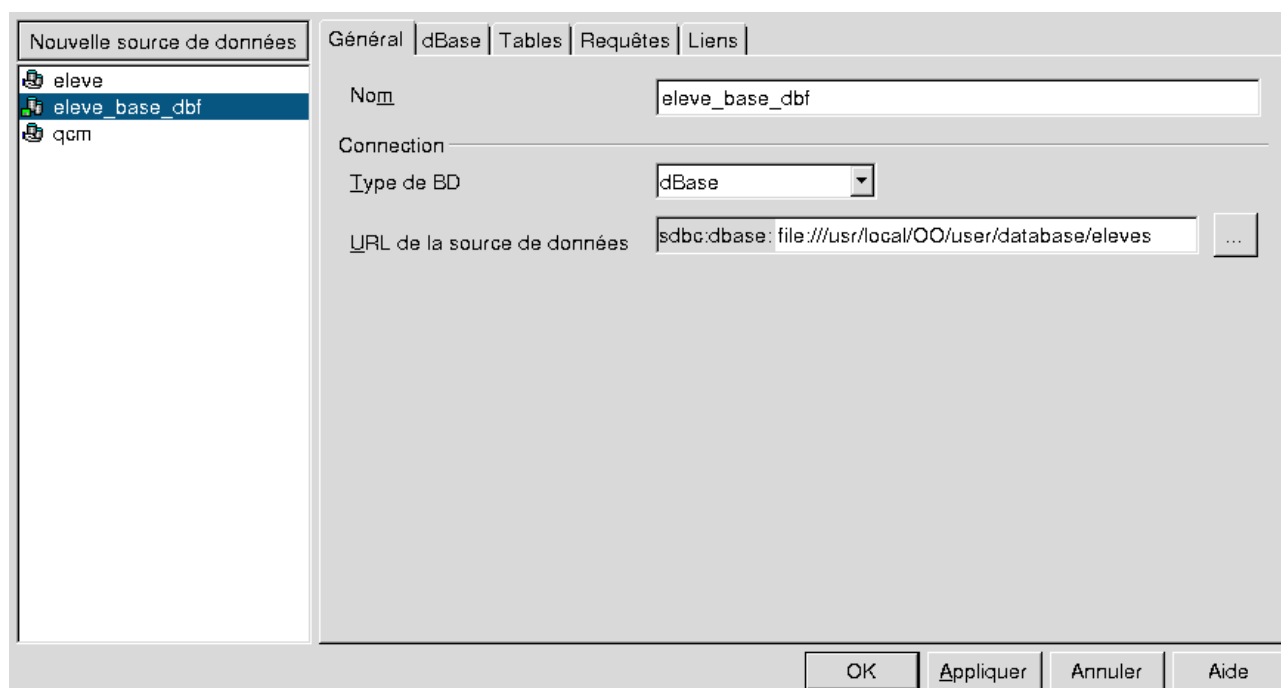 Nouvelle source de données
eleve
eleve_base_dbf
qcm
Général dBase Tables Requêtes Liens
Nom eleve_base_dbf
Connection
Type de BD dBase
URL de la source de données sdbc:dbase: file:///usr/local/OO/user/database/eleves ...
OK Appliquer Annuler Aide